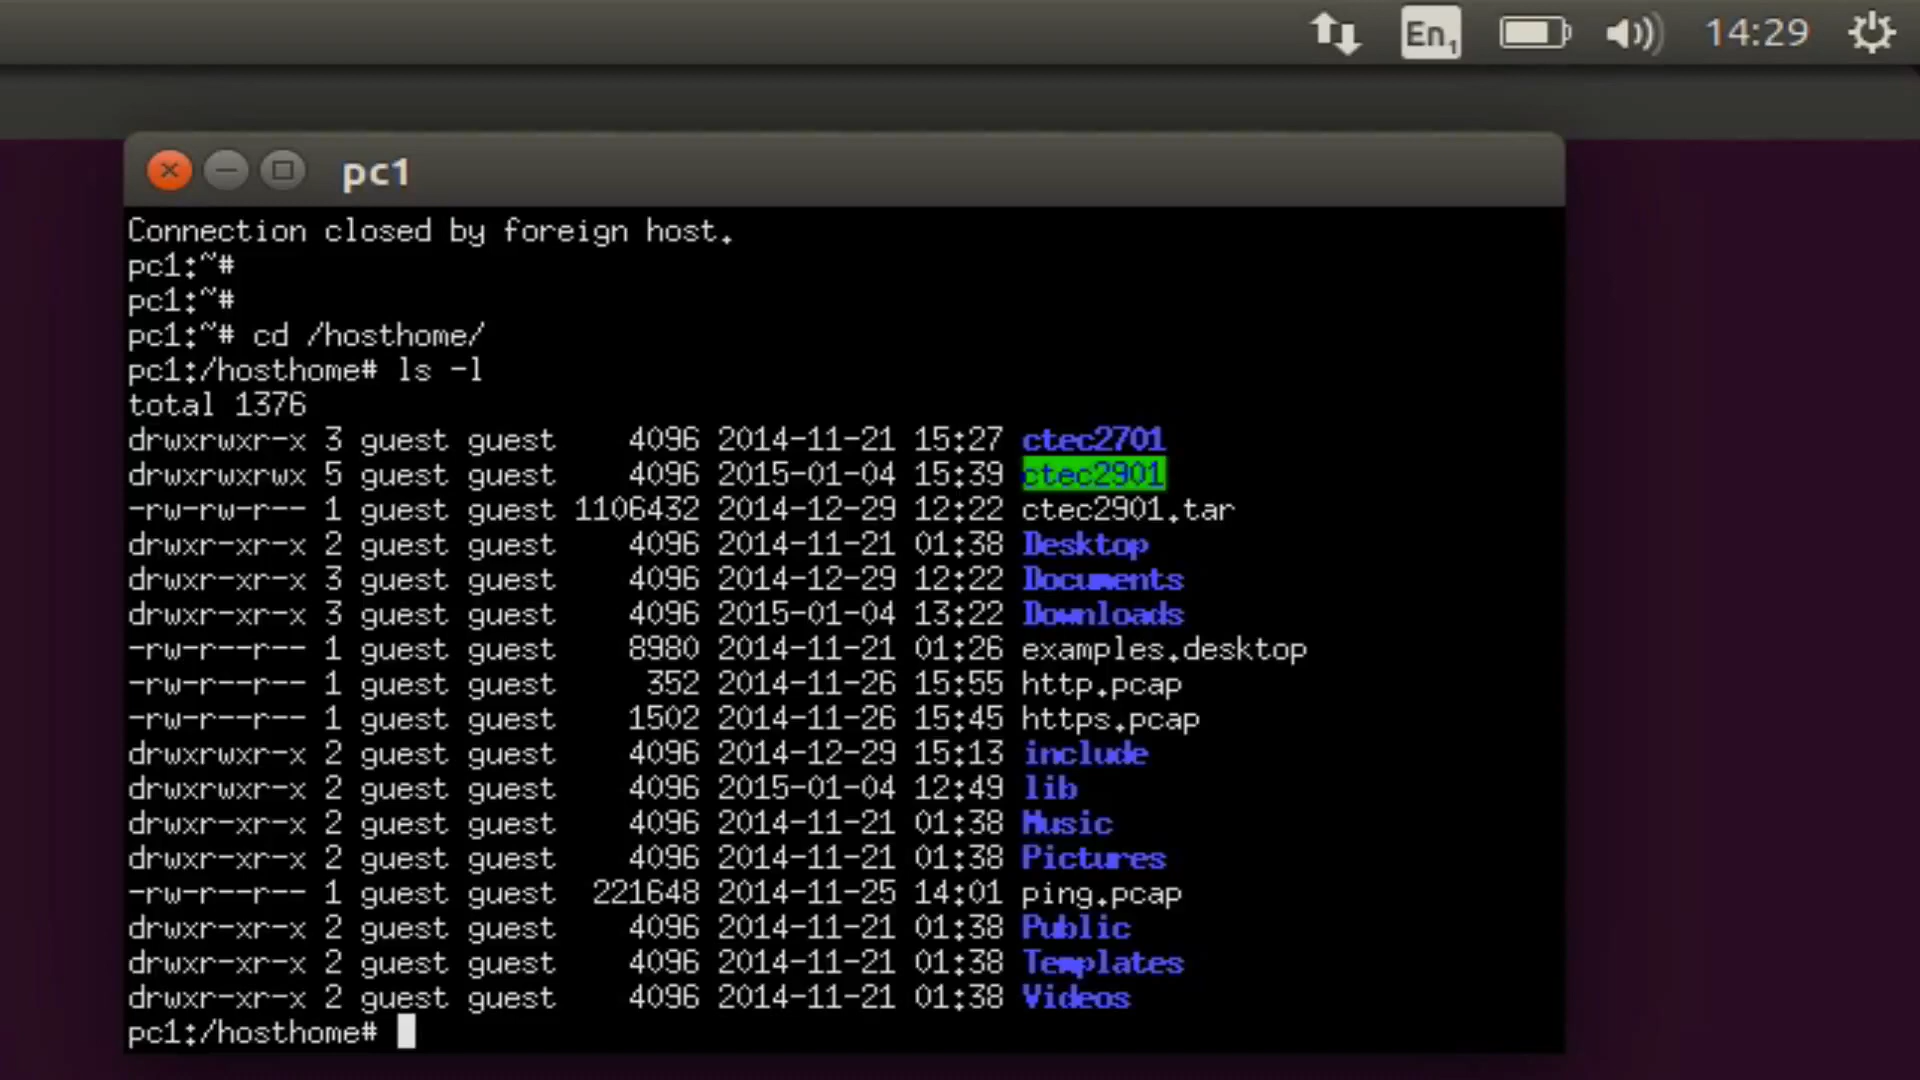 En1 14:29
pc1
Connection closed by foreign host.
pc1:~#
pc1:~#
pc1:~# cd /hosthome/
pc1:/hosthome# ls -l
total 1376
drwxrwxr-x 3 guest guest    4096 2014-11-21 15:27 ctec2701
drwxrwxrwx 5 guest guest    4096 2015-01-04 15:39 ctec2901
-rw-rw-r-- 1 guest guest 1106432 2014-12-29 12:22 ctec2901.tar
drwxr-xr-x 2 guest guest    4096 2014-11-21 01:38 Desktop
drwxr-xr-x 3 guest guest    4096 2014-12-29 12:22 Documents
drwxr-xr-x 3 guest guest    4096 2015-01-04 13:22 Downloads
-rw-r--r-- 1 guest guest    8980 2014-11-21 01:26 examples.desktop
-rw-r--r-- 1 guest guest     352 2014-11-26 15:55 http.pcap
-rw-r--r-- 1 guest guest    1502 2014-11-26 15:45 https.pcap
drwxrwxr-x 2 guest guest    4096 2014-12-29 15:13 include
drwxrwxr-x 2 guest guest    4096 2015-01-04 12:49 lib
drwxr-xr-x 2 guest guest    4096 2014-11-21 01:38 Music
drwxr-xr-x 2 guest guest    4096 2014-11-21 01:38 Pictures
-rw-r--r-- 1 guest guest  221648 2014-11-25 14:01 ping.pcap
drwxr-xr-x 2 guest guest    4096 2014-11-21 01:38 Public
drwxr-xr-x 2 guest guest    4096 2014-11-21 01:38 Templates
drwxr-xr-x 2 guest guest    4096 2014-11-21 01:38 Videos
pc1:/hosthome#